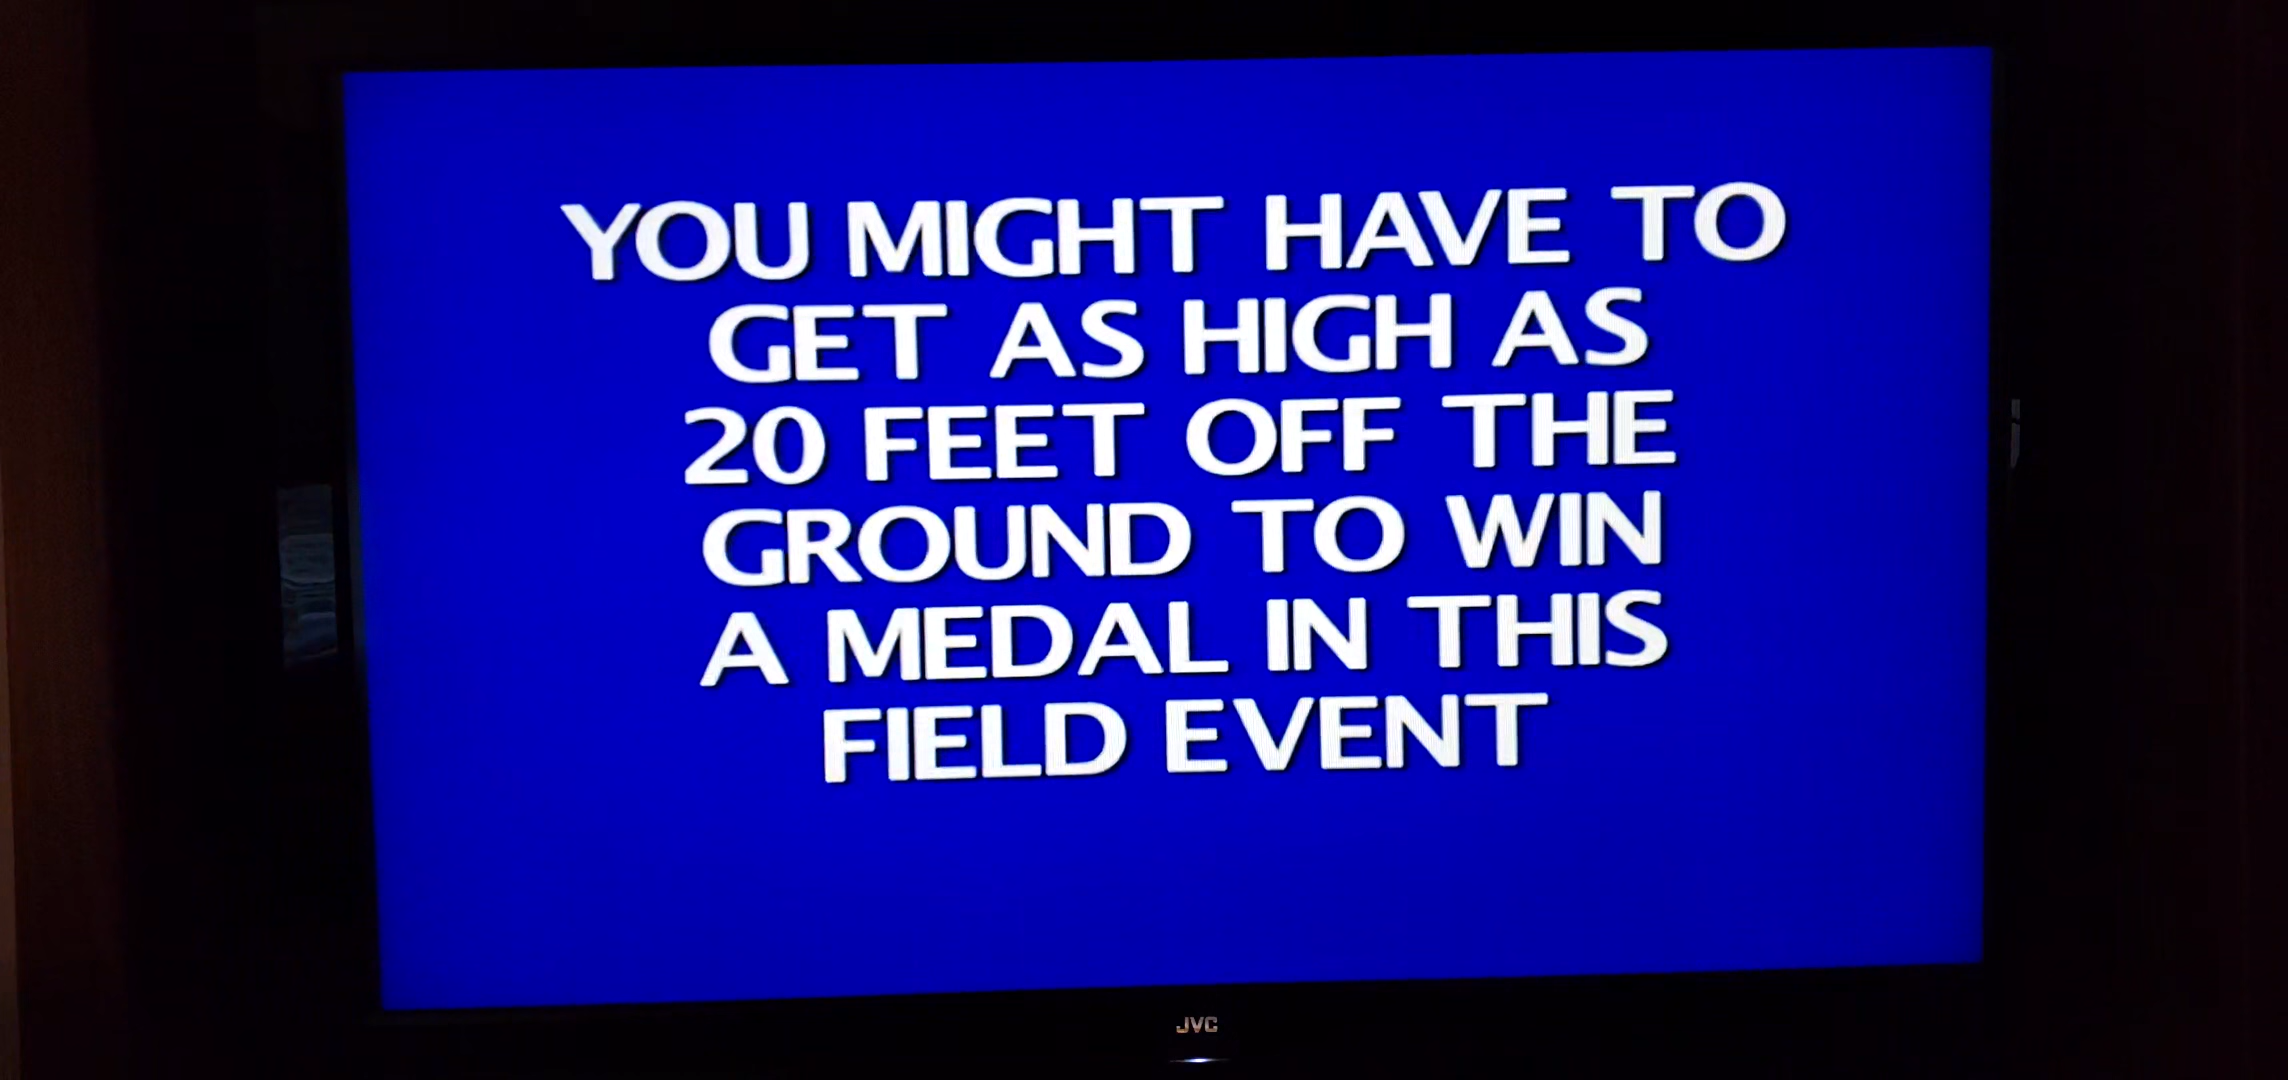 YOU MIGHT HAVE TO
GET AS HIGH AS
20 FEET OFF THE
GROUND TO WIN
A MEDAL IN THIS
FIELD EVENT
JVC